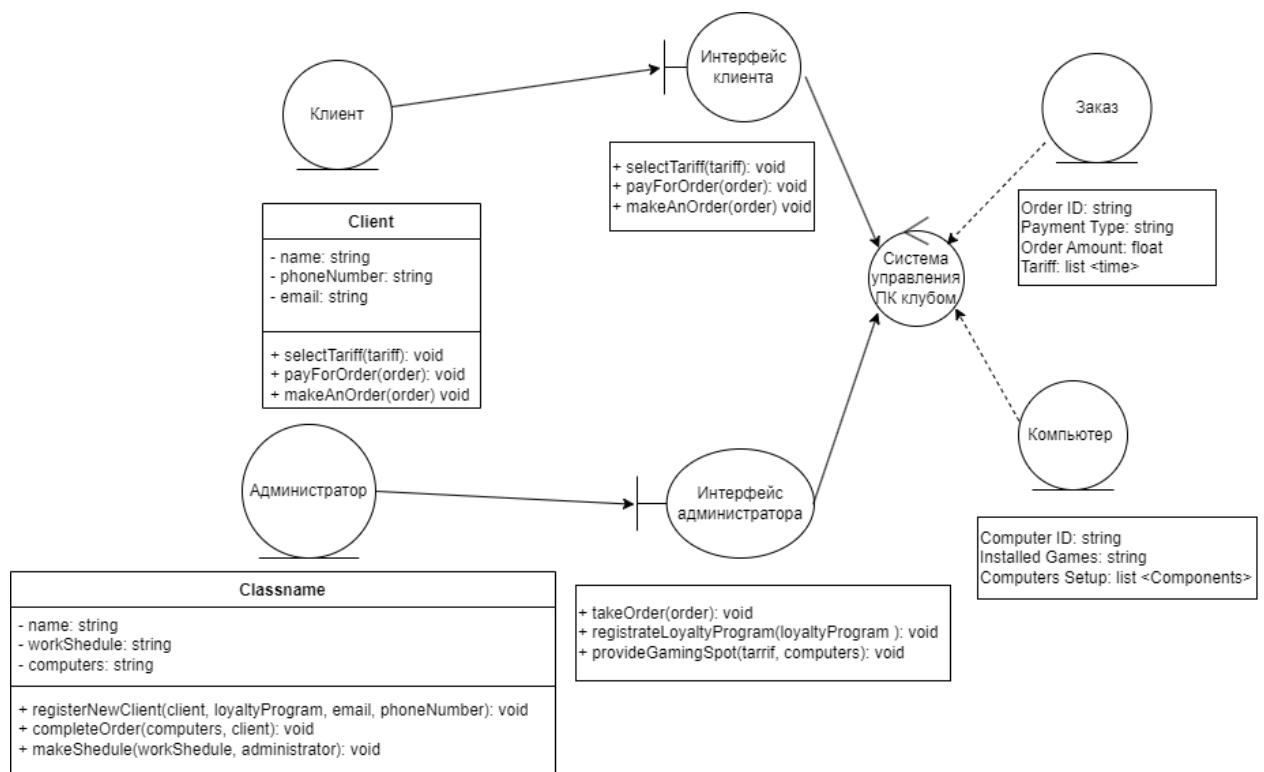 Клиент
Интерфейс
клиента
Заказ
+ selectTariff(tariff): void
+ payForOrder(order): void
+ makeAnOrder(order) void
Order ID: string
Payment Type: string
Order Amount: float
Tariff: list <time>
Client
- name: string
- phoneNumber: string
- email: string
+ selectTariff(tariff): void
+ payForOrder(order): void
+ makeAnOrder(order) void
Система
управления
ПК клубом
Администратор
Интерфейс
администратора
Компьютер
Computer ID: string
Installed Games: string
Computers Setup: list <Components>
Classname
- name: string
- workShedule: string
- computers: string
+ registerNewClient(client, loyaltyProgram, email, phoneNumber): void
+ completeOrder(computers, client): void
+ makeShedule(workShedule, administrator): void
+ takeOrder(order): void
+ registrateLoyaltyProgram(loyaltyProgram ): void
+ provideGamingSpot(tarrif, computers): void